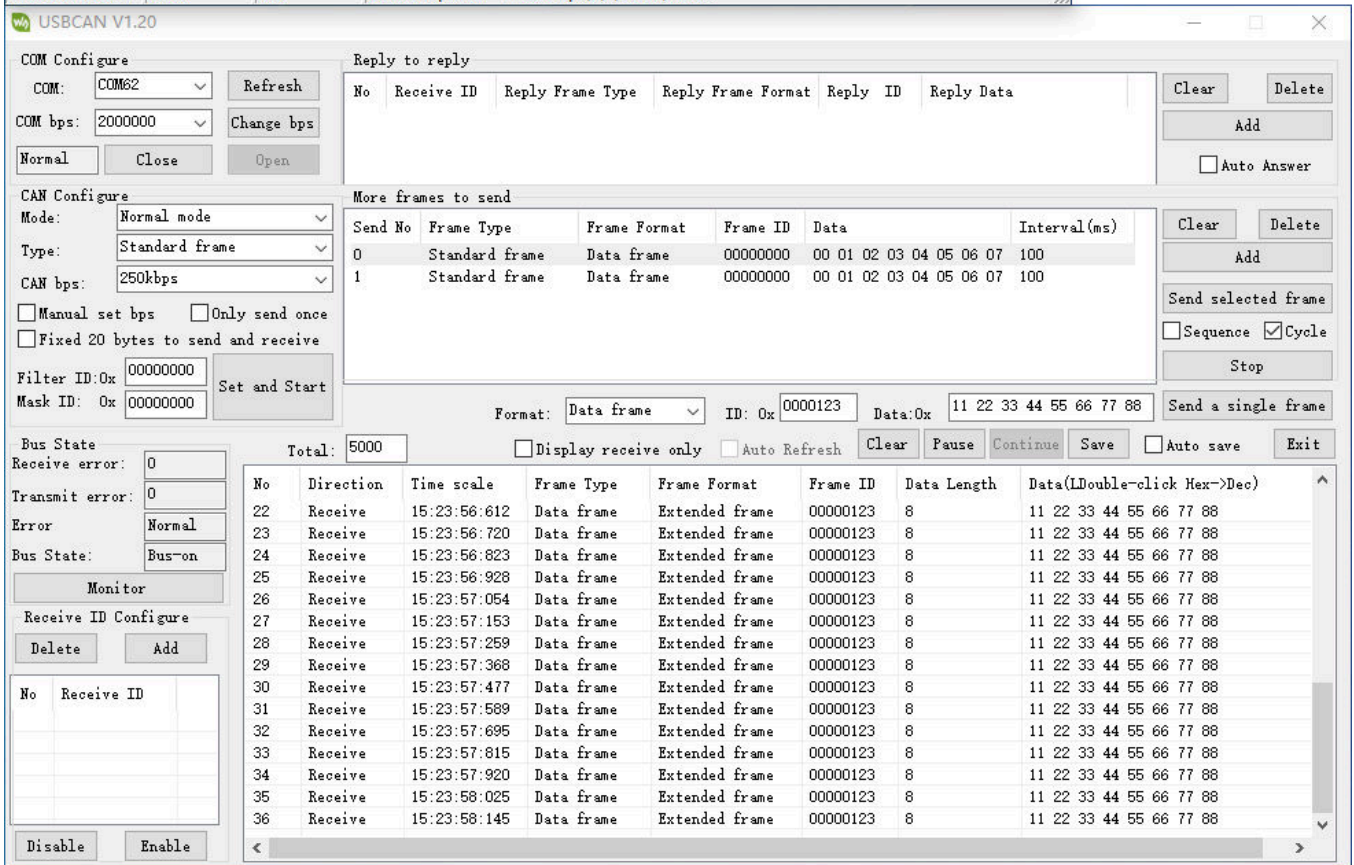 USBCAN V1.20
COM Configure
COM: COM62 Refresh
COM bps: 2000000 Change bps
Normal Close Open
Reply to reply
No Receive ID Reply Frame Type Reply Frame Format Reply ID Reply Data
Clear Delete
Add
Auto Answer
CAN Configure
Mode: Normal mode
Type: Standard frame
CAN bps: 250kbps
Manual set bps Only send once
Fixed 20 bytes to send and receive
Filter ID:0x 00000000
Mask ID: 0x 00000000
Set and Start
More frames to send
Send No Frame Type Frame Format Frame ID Data Interval(ms)
0 Standard frame Data frame 00000000 00 01 02 03 04 05 06 07 100
1 Standard frame Data frame 00000000 00 01 02 03 04 05 06 07 100
Clear Delete
Add
Send selected frame
Sequence Cycle
Stop
Format: Data frame ID: 0x 0000123 Data:0x 11 22 33 44 55 66 77 88 Send a single frame
Total: 5000 Display receive only Auto Refresh Clear Pause Continue Save Auto save Exit
Bus State
Receive error: 0
Transmit error: 0
Error Normal
Bus State: Bus-on
Monitor
Receive ID Configure
Delete Add
No Receive ID
Disable Enable
No Direction Time scale Frame Type Frame Format Frame ID Data Length Data(LDouble-click Hex->Dec)
22 Receive 15:23:56:612 Data frame Extended frame 00000123 8 11 22 33 44 55 66 77 88
23 Receive 15:23:56:720 Data frame Extended frame 00000123 8 11 22 33 44 55 66 77 88
24 Receive 15:23:56:823 Data frame Extended frame 00000123 8 11 22 33 44 55 66 77 88
25 Receive 15:23:56:928 Data frame Extended frame 00000123 8 11 22 33 44 55 66 77 88
26 Receive 15:23:57:054 Data frame Extended frame 00000123 8 11 22 33 44 55 66 77 88
27 Receive 15:23:57:153 Data frame Extended frame 00000123 8 11 22 33 44 55 66 77 88
28 Receive 15:23:57:259 Data frame Extended frame 00000123 8 11 22 33 44 55 66 77 88
29 Receive 15:23:57:368 Data frame Extended frame 00000123 8 11 22 33 44 55 66 77 88
30 Receive 15:23:57:477 Data frame Extended frame 00000123 8 11 22 33 44 55 66 77 88
31 Receive 15:23:57:589 Data frame Extended frame 00000123 8 11 22 33 44 55 66 77 88
32 Receive 15:23:57:695 Data frame Extended frame 00000123 8 11 22 33 44 55 66 77 88
33 Receive 15:23:57:815 Data frame Extended frame 00000123 8 11 22 33 44 55 66 77 88
34 Receive 15:23:57:920 Data frame Extended frame 00000123 8 11 22 33 44 55 66 77 88
35 Receive 15:23:58:025 Data frame Extended frame 00000123 8 11 22 33 44 55 66 77 88
36 Receive 15:23:58:145 Data frame Extended frame 00000123 8 11 22 33 44 55 66 77 88